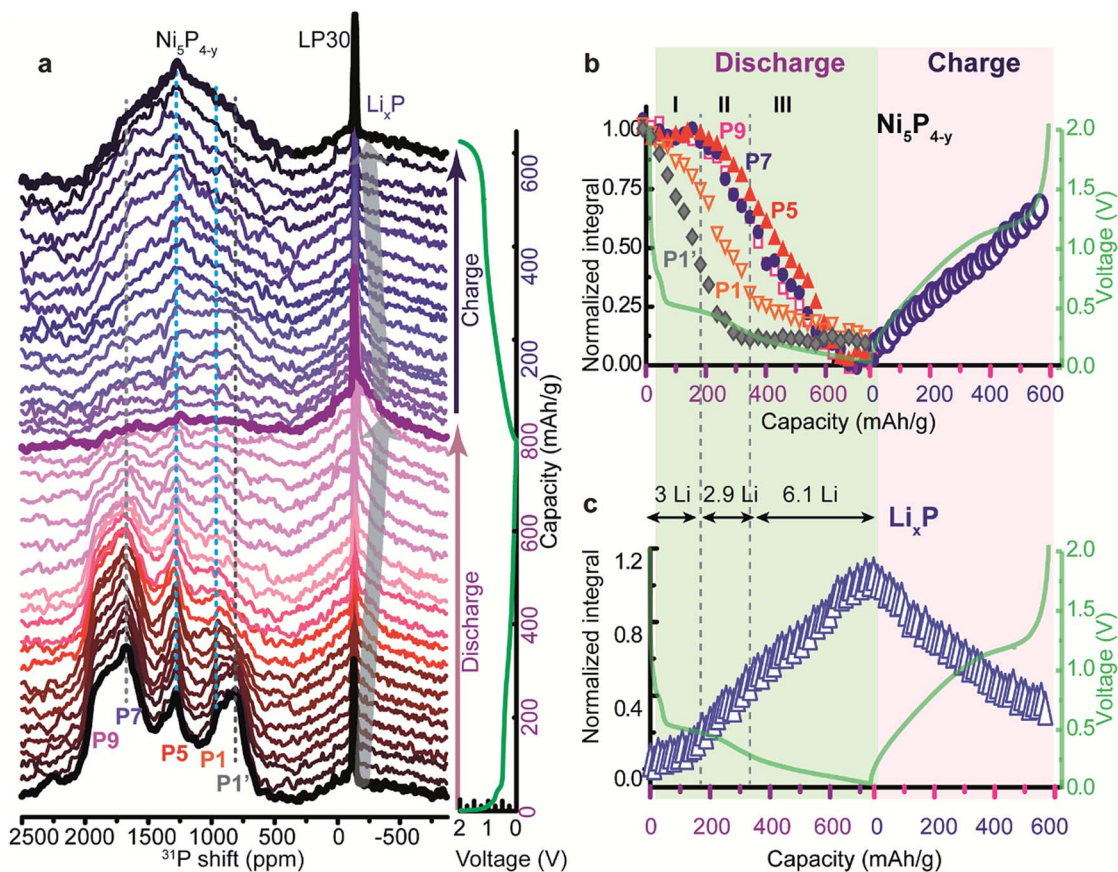 a
Ni5P4-y
LP30
LixP
Charge
Discharge
P9
P7
P5
P1
P1'
0
200
400
600
800
200
400
600
Capacity (mAh/g)
2500 2000 1500 1000 500 0 -500
31P shift (ppm)
2 1 0
Voltage (V)
b
Discharge
Charge
I II III
Ni5P4-y
P9
P7
P5
P1'
P1
1.00
0.75
0.50
0.25
0.00
Normalized integral
2.0
1.5
1.0
0.5
0.0
Voltage (V)
0 200 400 600 0 200 400 600
Capacity (mAh/g)
3 Li 2.9 Li 6.1 Li
c
LixP
1.2
0.8
0.4
0.0
Normalized integral
2.0
1.5
1.0
0.5
0.0
Voltage (V)
0 200 400 600 0 200 400 600
Capacity (mAh/g)